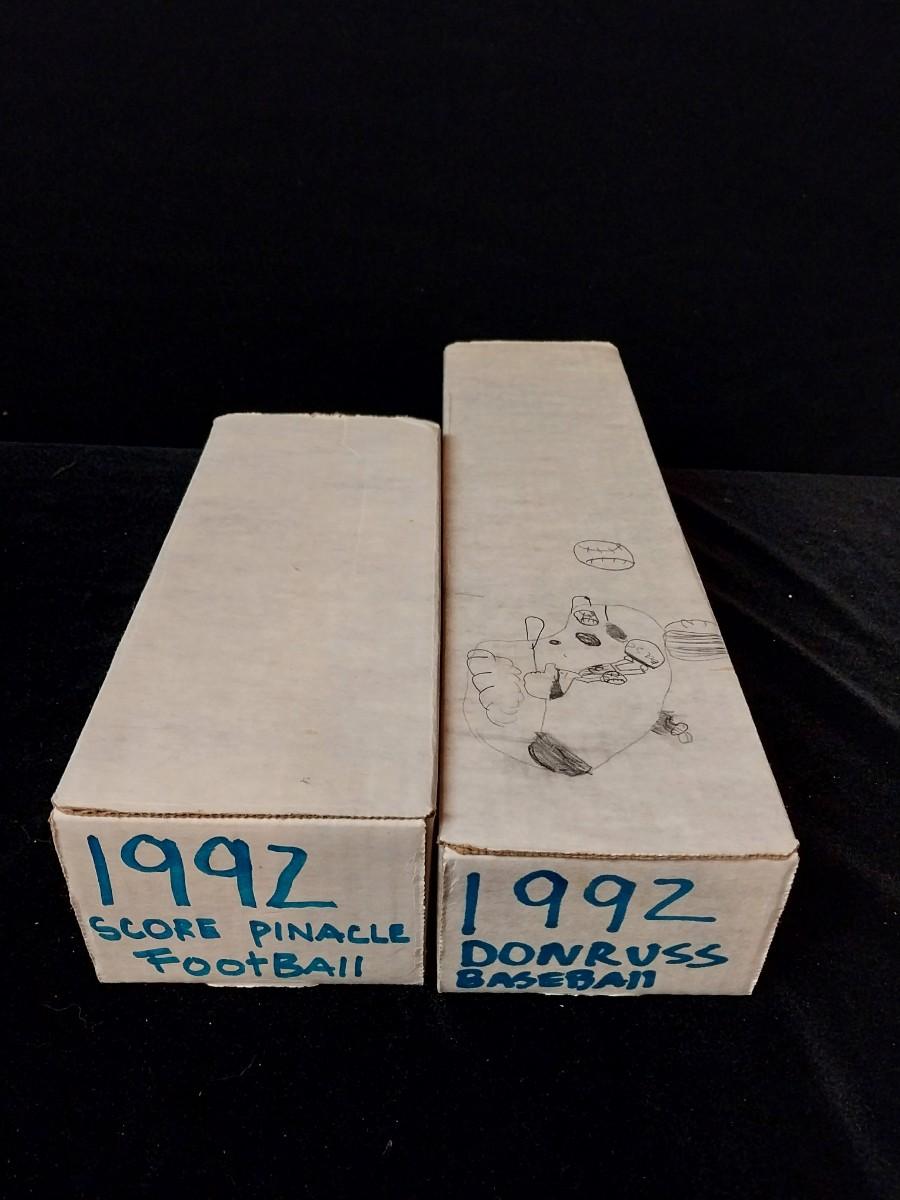 1992
SCORE PINACLE
FootBAll
1992
DONRUSS
BASEBAll